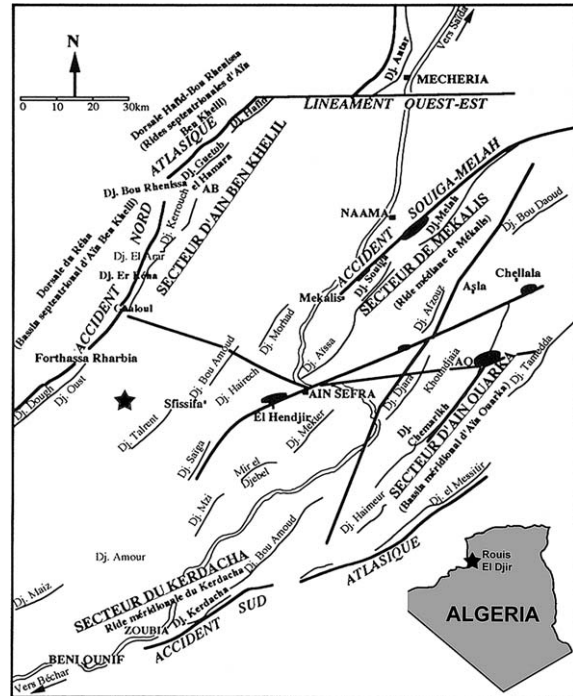 N
0 10 20 30km
Vers Saïda
Dj. Antar
MECHERIA
LINEAMENT OUEST-EST
Dorsale Hafid-Bou Rhenissa
(Rides septentrionales d'Aïn
Ben Khelil)
Dj. Hafid
ACCIDENT NORD ATLASIQUE
Dj. Guetob
Dj. Bou Rhenissa
Dj. Kerrouch
el Hamara
AB
SECTEUR D'AIN BEN KHELIL
Dorsale du Réha
(Bassin septentrional d'Aïn Ben Khelil)
Dj. El Arar
Dj. Er Réha
Gaaloul
Forthassa Rharbia
Dj. Dough
Dj. Oust
NAAMA
ACCIDENT SOUIGA-MELAH
Dj. Melah
Dj. Souiga
SECTEUR DE MEKALIS
(Ride médiane de Mékalis)
Dj. Bou Daoud
Mekalis
Dj. Morhad
Dj. Aïssa
Dj. Afzouz
Asla
Chellala
Dj. Bou Amoud
Dj. Hairech
Sfissifa
Dj. Talrent
AIN SEFRA
El Hendjir
Dj. Mekter
Dj. Saïga
Mir el
Djebel
Dj. Mzi
Dj. Djara
Khoundjaia
AO
Dj. Tamedda
Dj.
Chemarikh
SECTEUR D'AIN OUARKA
(Bassin méridional d'Aïn Ouarka)
Dj. Haimeur
Dj. el Messitir
Dj. Amour
Dj. Maiz
SECTEUR DU KERDACHA
Ride méridionale du Kerdacha
Dj. Bou Amoud
Dj. Kerdacha
ACCIDENT SUD ATLASIQUE
ZOUBIA
BENI OUNIF
Vers Béchar
Rouis
El Djir
ALGERIA